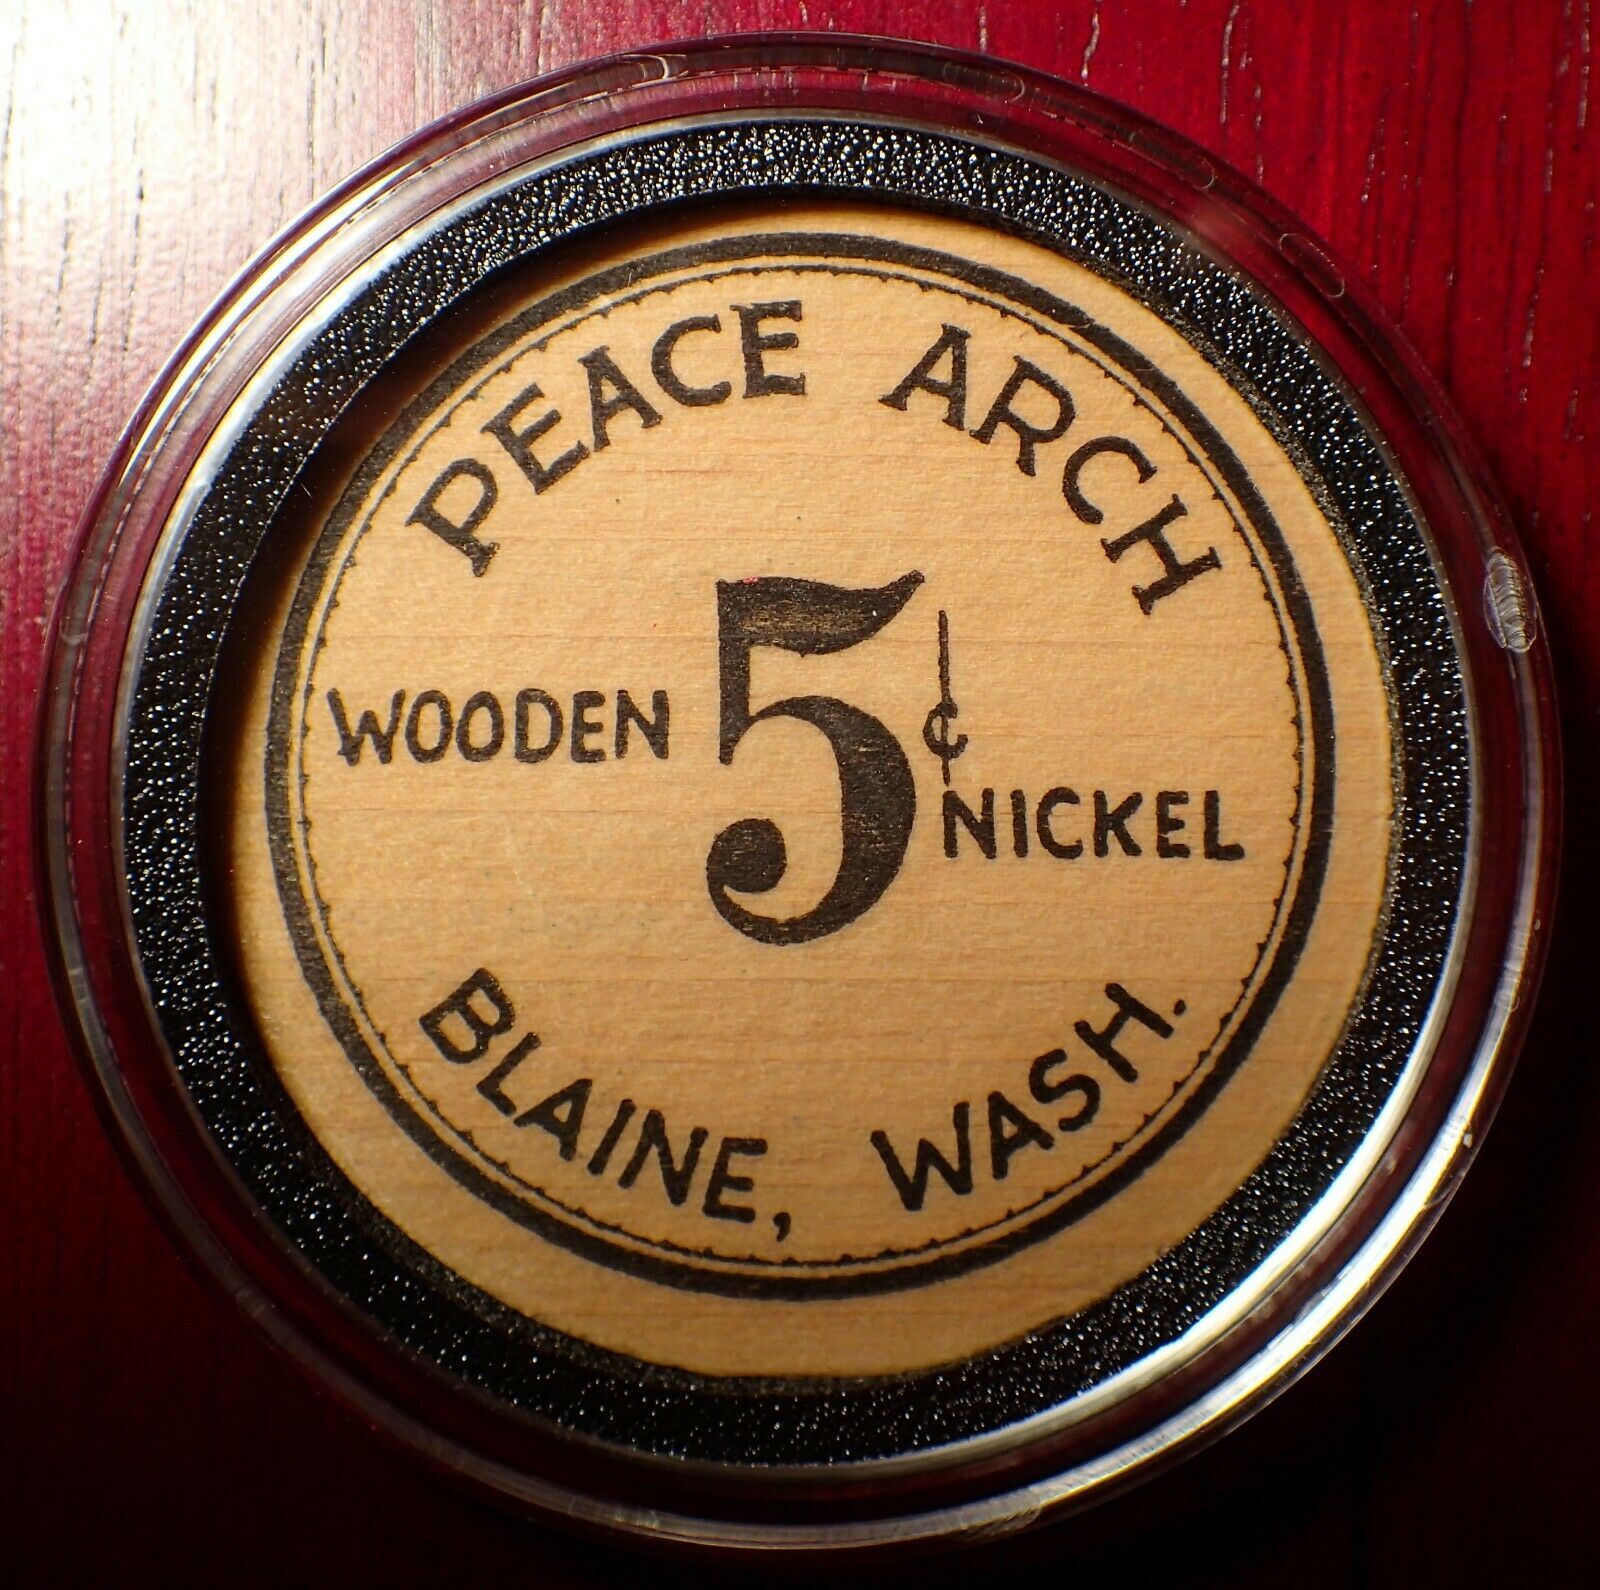 PEACE ARCH
WOODEN 5¢ NICKEL
BLAINE, WASH.